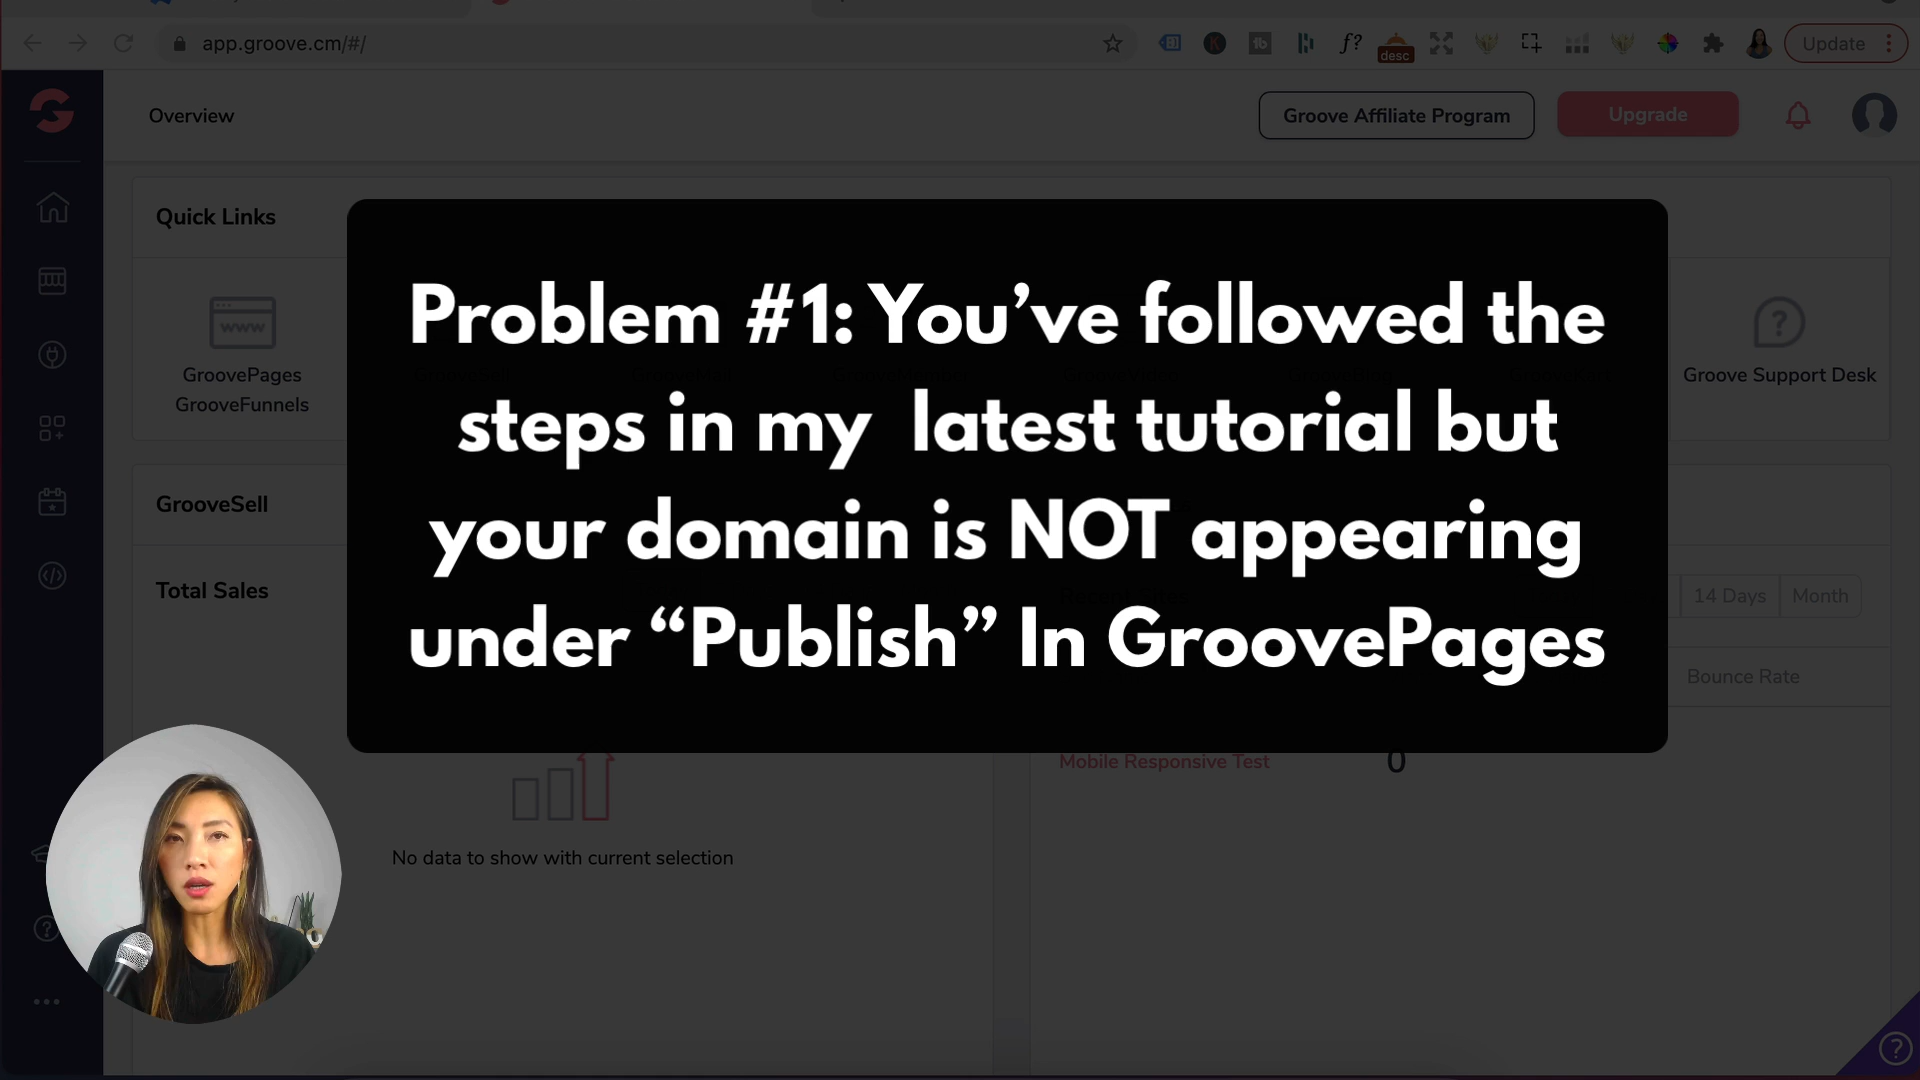 app.groove.cm/#/
f?
desc
Update
Overview
Groove Affiliate Program
Upgrade
Quick Links
www
GroovePages
GrooveFunnels
Groove Support Desk
Problem #1: You’ve followed the
steps in my latest tutorial but
your domain is NOT appearing
under “Publish” In GroovePages
GrooveSell
Total Sales
14 Days
Month
Bounce Rate
Mobile Responsive Test
0
No data to show with current selection